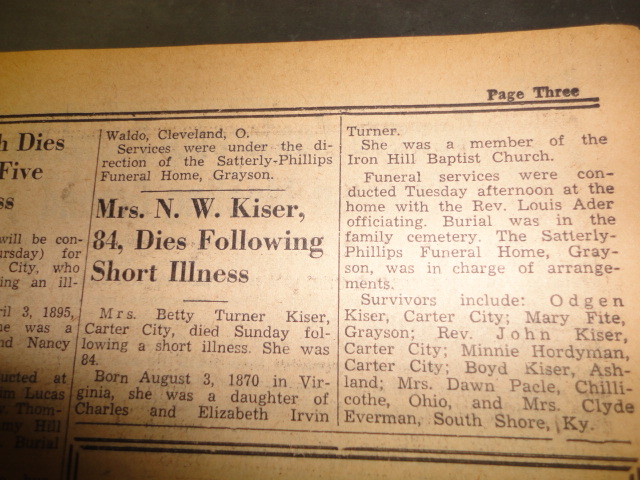 Page Three
h Dies
Five
ss
will be con-
ursday) for
City, who
ing an ill-
ril 3, 1895,
he was a
nd Nancy
ucted at
im Lucas
v. Thom-
my Hill
Burial
Waldo, Cleveland, O.
Services were under the di-
rection of the Satterly-Phillips
Funeral Home, Grayson.
Mrs. N. W. Kiser,
84, Dies Following
Short Illness
Mrs. Betty Turner Kiser,
Carter City, died Sunday fol-
lowing a short illness. She was
84.
Born August 3, 1870 in Vir-
ginia, she was a daughter of
Charles and Elizabeth Irvin
Turner.
She was a member of the
Iron Hill Baptist Church.
Funeral services were con-
ducted Tuesday afternoon at the
home with the Rev. Louis Ader
officiating. Burial was in the
family cemetery. The Satterly-
Phillips Funeral Home, Gray-
son, was in charge of arrange-
ments.
Survivors include: Odgen
Kiser, Carter City; Mary Fite,
Grayson; Rev. John Kiser,
Carter City; Minnie Hordyman,
Carter City; Boyd Kiser, Ash-
land; Mrs. Dawn Pacle, Chilli-
cothe, Ohio, and Mrs. Clyde
Everman, South Shore, Ky.